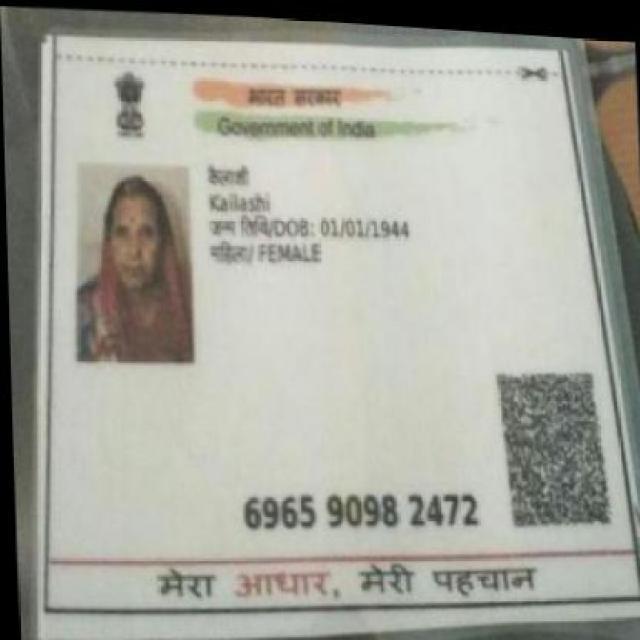 भारत सरकार
Government of India
कैलाशी
Kailashi
जन्म तिथि/DOB: 01/01/1944
महिला/ FEMALE
6965 9098 2472
मेरा आधार, मेरी पहचान